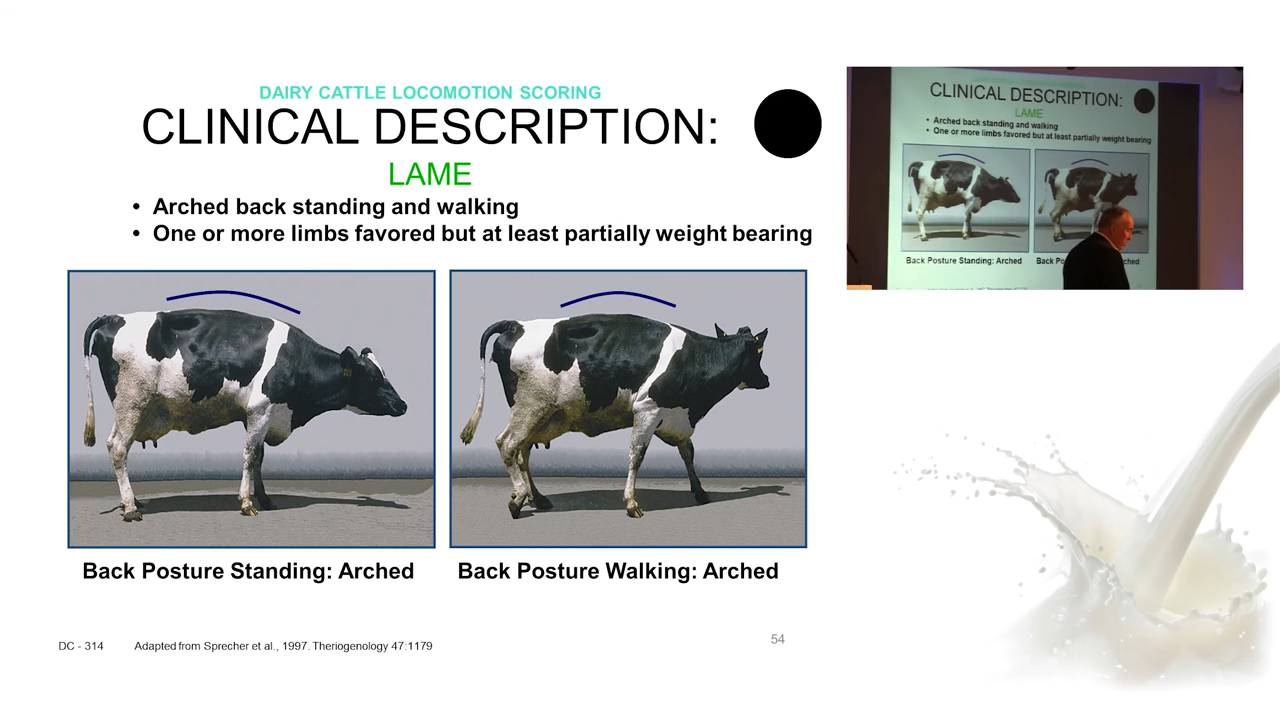 DAIRY CATTLE LOCOMOTION SCORING
CLINICAL DESCRIPTION:
LAME
• Arched back standing and walking
• One or more limbs favored but at least partially weight bearing
Back Posture Standing: Arched
Back Posture Walking: Arched
DC - 314 Adapted from Sprecher et al., 1997. Theriogenology 47:1179
54
CLINICAL DESCRIPTION:
LAME
• Arched back standing and walking
• One or more limbs favored but at least partially weight bearing
Back Posture Standing: Arched
Back